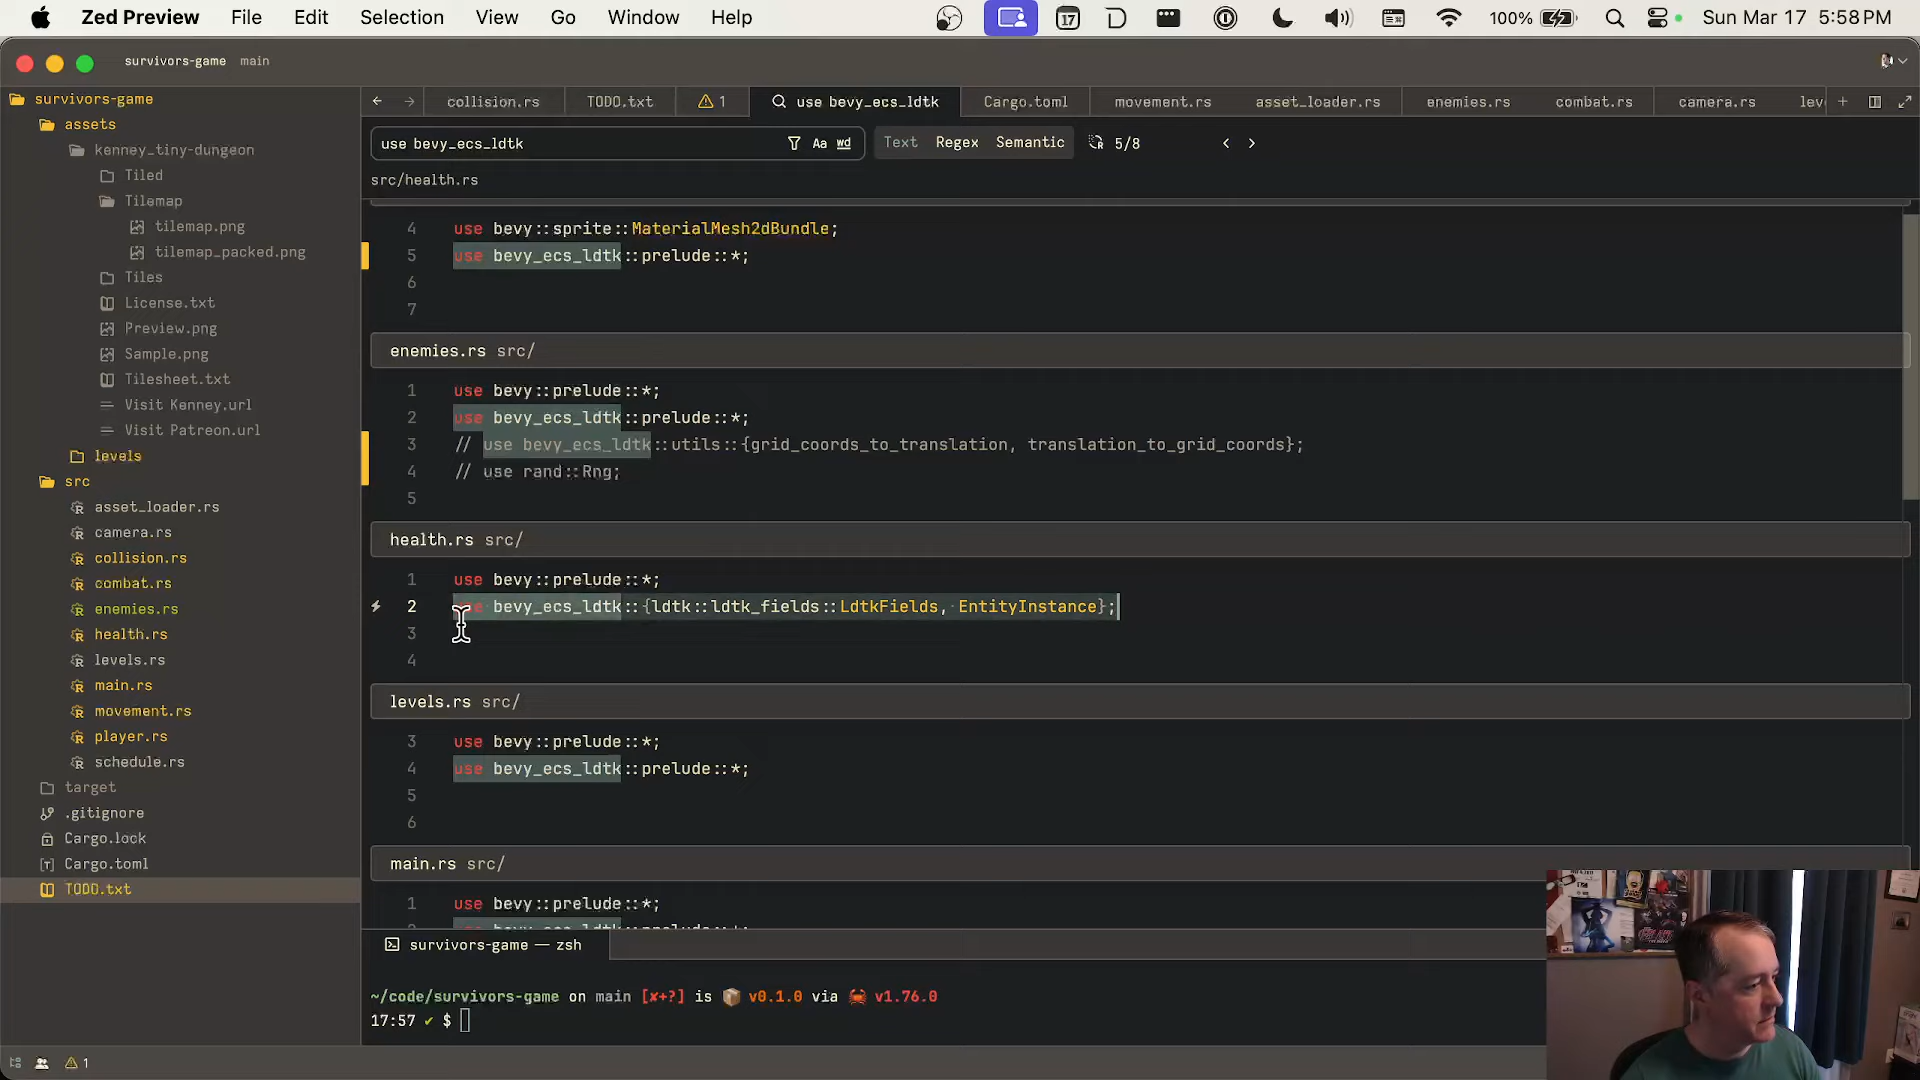 Zed Preview File Edit Selection View Go Window Help 17 100% Sun Mar 17 5:58 PM
survivors-game main
survivors-game
assets
kenney_tiny-dungeon
Tiled
Tilemap
tilemap.png
tilemap_packed.png
Tiles
License.txt
Preview.png
Sample.png
Tilesheet.txt
Visit Kenney.url
Visit Patreon.url
levels
src
asset_loader.rs
camera.rs
collision.rs
combat.rs
enemies.rs
health.rs
levels.rs
main.rs
movement.rs
player.rs
schedule.rs
target
.gitignore
Cargo.lock
Cargo.toml
TODO.txt
1
collision.rs TODO.txt 1 use bevy_ecs_ldtk Cargo.toml movement.rs asset_loader.rs enemies.rs combat.rs camera.rs lev
use bevy_ecs_ldtk Aa wd Text Regex Semantic 5/8
src/health.rs
4 use bevy::sprite::MaterialMesh2dBundle;
5 use bevy_ecs_ldtk::prelude::*;
6
7
enemies.rs src/
1 use bevy::prelude::*;
2 use bevy_ecs_ldtk::prelude::*;
3 // use bevy_ecs_ldtk::utils::{grid_coords_to_translation, translation_to_grid_coords};
4 // use rand::Rng;
5
health.rs src/
1 use bevy::prelude::*;
2 use bevy_ecs_ldtk::{ldtk::ldtk_fields::LdtkFields, EntityInstance};
3
4
levels.rs src/
3 use bevy::prelude::*;
4 use bevy_ecs_ldtk::prelude::*;
5
6
main.rs src/
1 use bevy::prelude::*;
survivors-game — zsh
~/code/survivors-game on main [✘+?] is 📦 v0.1.0 via 🦀 v1.76.0
17:57 ✔ $